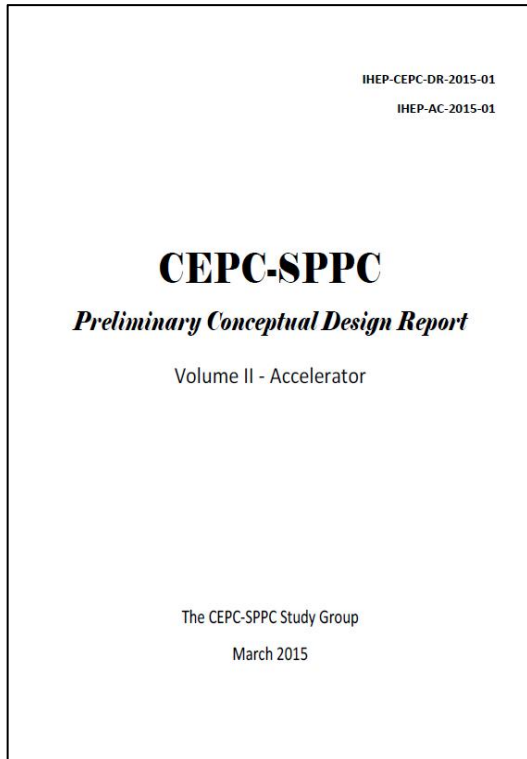 IHEP-CEPC-DR-2015-01
IHEP-AC-2015-01
CEPC-SPPC
Preliminary Conceptual Design Report
Volume II - Accelerator
The CEPC-SPPC Study Group
March 2015